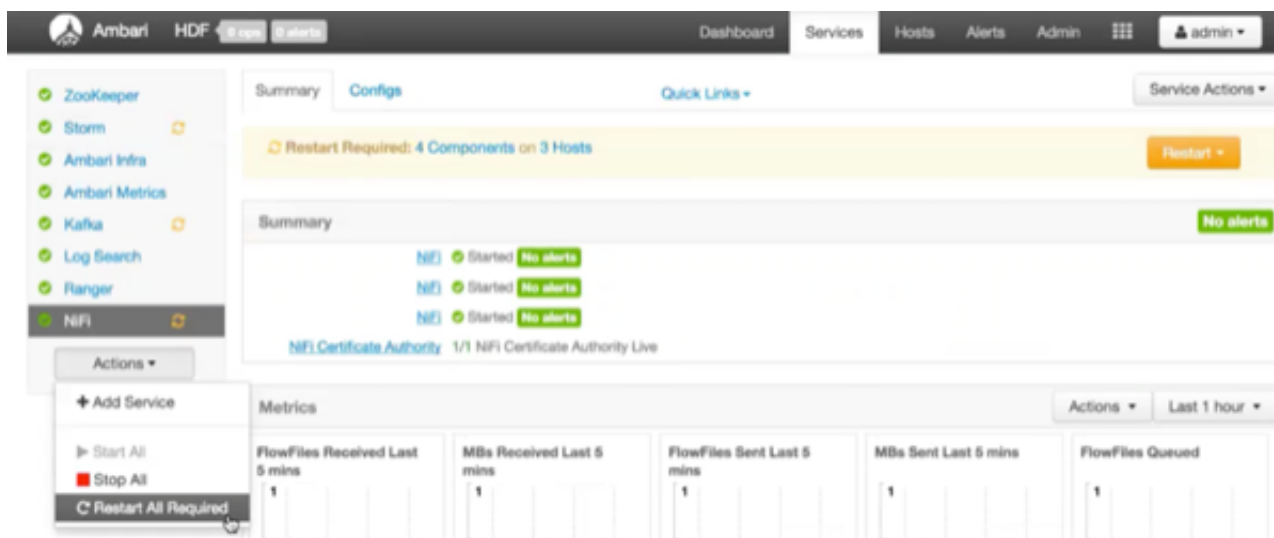 Ambari HDF 0 ops 0 alerts Dashboard Services Hosts Alerts Admin admin
ZooKeeper
Storm
Ambari Infra
Ambari Metrics
Kafka
Log Search
Ranger
NiFi
Actions
Add Service
Start All
Stop All
Restart All Required
Summary Configs Quick Links Service Actions
Restart Required: 4 Components on 3 Hosts Restart
Summary No alerts
NiFi Started No alerts
NiFi Started No alerts
NiFi Started No alerts
NiFi Certificate Authority 1/1 NiFi Certificate Authority Live
Metrics Actions Last 1 hour
FlowFiles Received Last
5 mins
1
MBs Received Last 5
mins
1
FlowFiles Sent Last 5
mins
1
MBs Sent Last 5 mins
1
FlowFiles Queued
1